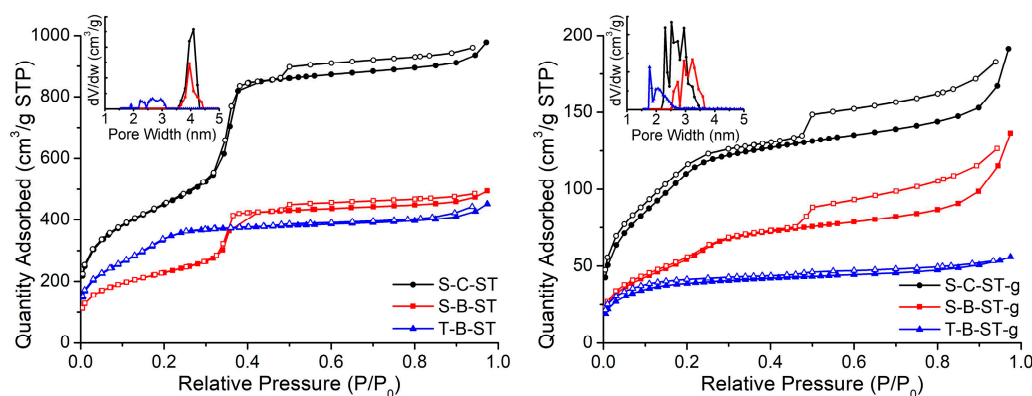 1000
800
600
400
200
0
Quantity Adsorbed (cm³/g STP)
0.0 0.2 0.4 0.6 0.8 1.0
Relative Pressure (P/P₀)
dV/dw (cm³/g)
1 2 3 4 5
Pore Width (nm)
S-C-ST
S-B-ST
T-B-ST
200
150
100
50
0
Quantity Adsorbed (cm³/g STP)
0.0 0.2 0.4 0.6 0.8 1.0
Relative Pressure (P/P₀)
dV/dw (cm³/g)
1 2 3 4 5
Pore Width (nm)
S-C-ST-g
S-B-ST-g
T-B-ST-g